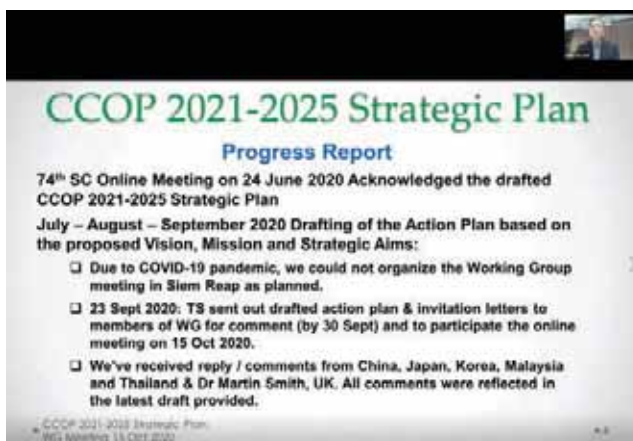 CCOP 2021-2025 Strategic Plan
Progress Report
74th SC Online Meeting on 24 June 2020 Acknowledged the drafted
CCOP 2021-2025 Strategic Plan
July – August – September 2020 Drafting of the Action Plan based on
the proposed Vision, Mission and Strategic Aims:
❑ Due to COVID-19 pandemic, we could not organize the Working Group
meeting in Siem Reap as planned.
❑ 23 Sept 2020: TS sent out drafted action plan & invitation letters to
members of WG for comment (by 30 Sept) and to participate the online
meeting on 15 Oct 2020.
❑ We've received reply / comments from China, Japan, Korea, Malaysia
and Thailand & Dr Martin Smith, UK. All comments were reflected in
the latest draft provided.
CCOP 2021-2025 Strategic Plan
WG Meeting 15 Oct 2020